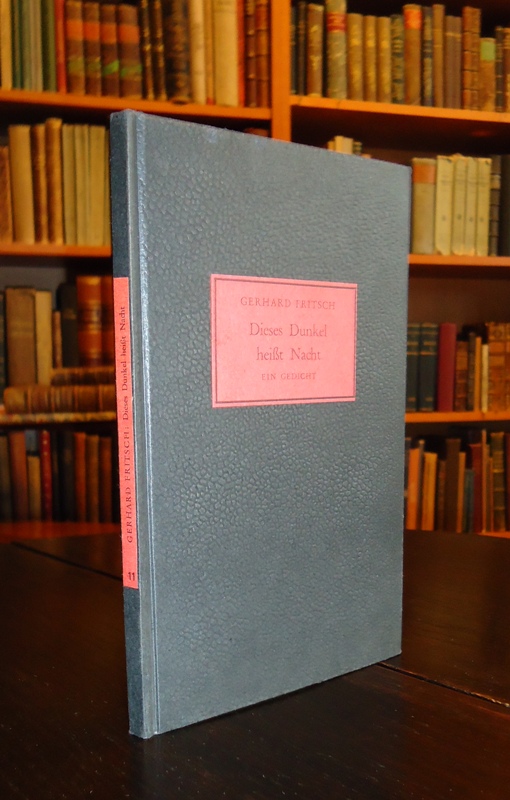 GERHARD FRITSCH
Dieses Dunkel
heißt Nacht
EIN GEDICHT
GERHARD FRITSCH: Dieses Dunkel heißt Nacht
11